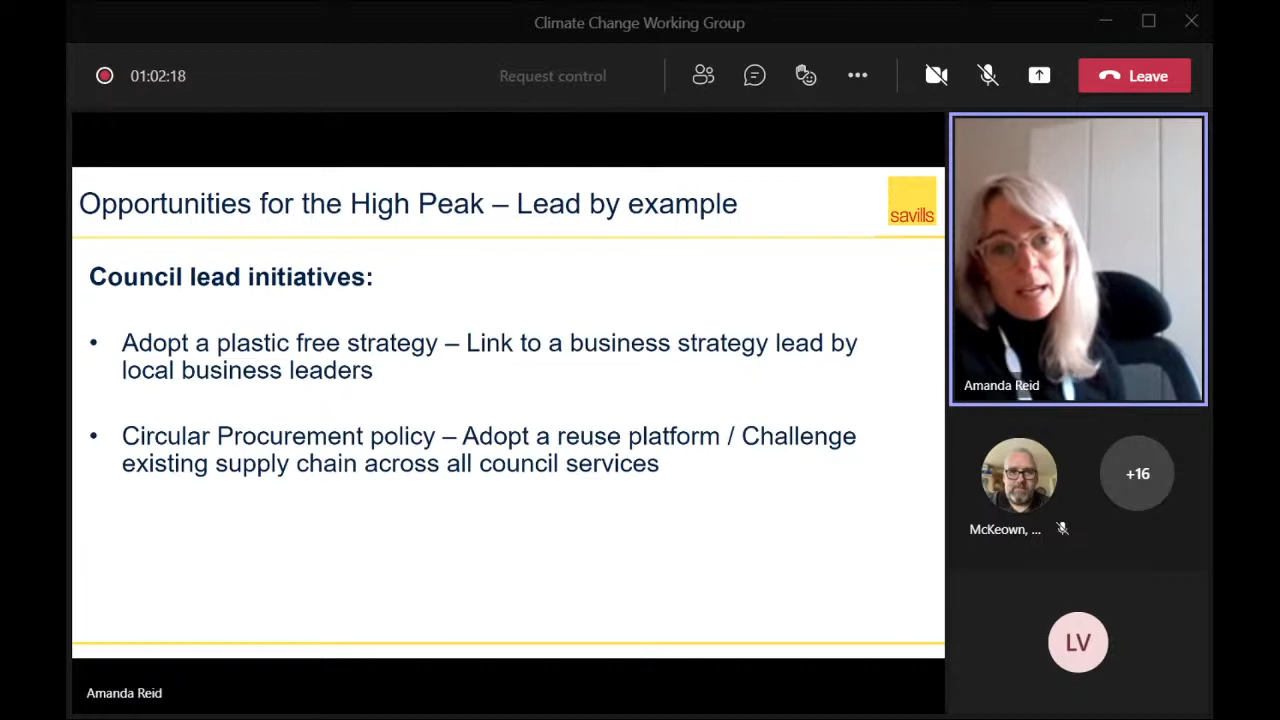 Climate Change Working Group
01:02:18
Request control
Leave
Opportunities for the High Peak – Lead by example
savills
Council lead initiatives:
• Adopt a plastic free strategy – Link to a business strategy lead by
local business leaders
• Circular Procurement policy – Adopt a reuse platform / Challenge
existing supply chain across all council services
Amanda Reid
Amanda Reid
+16
McKeown, ...
LV